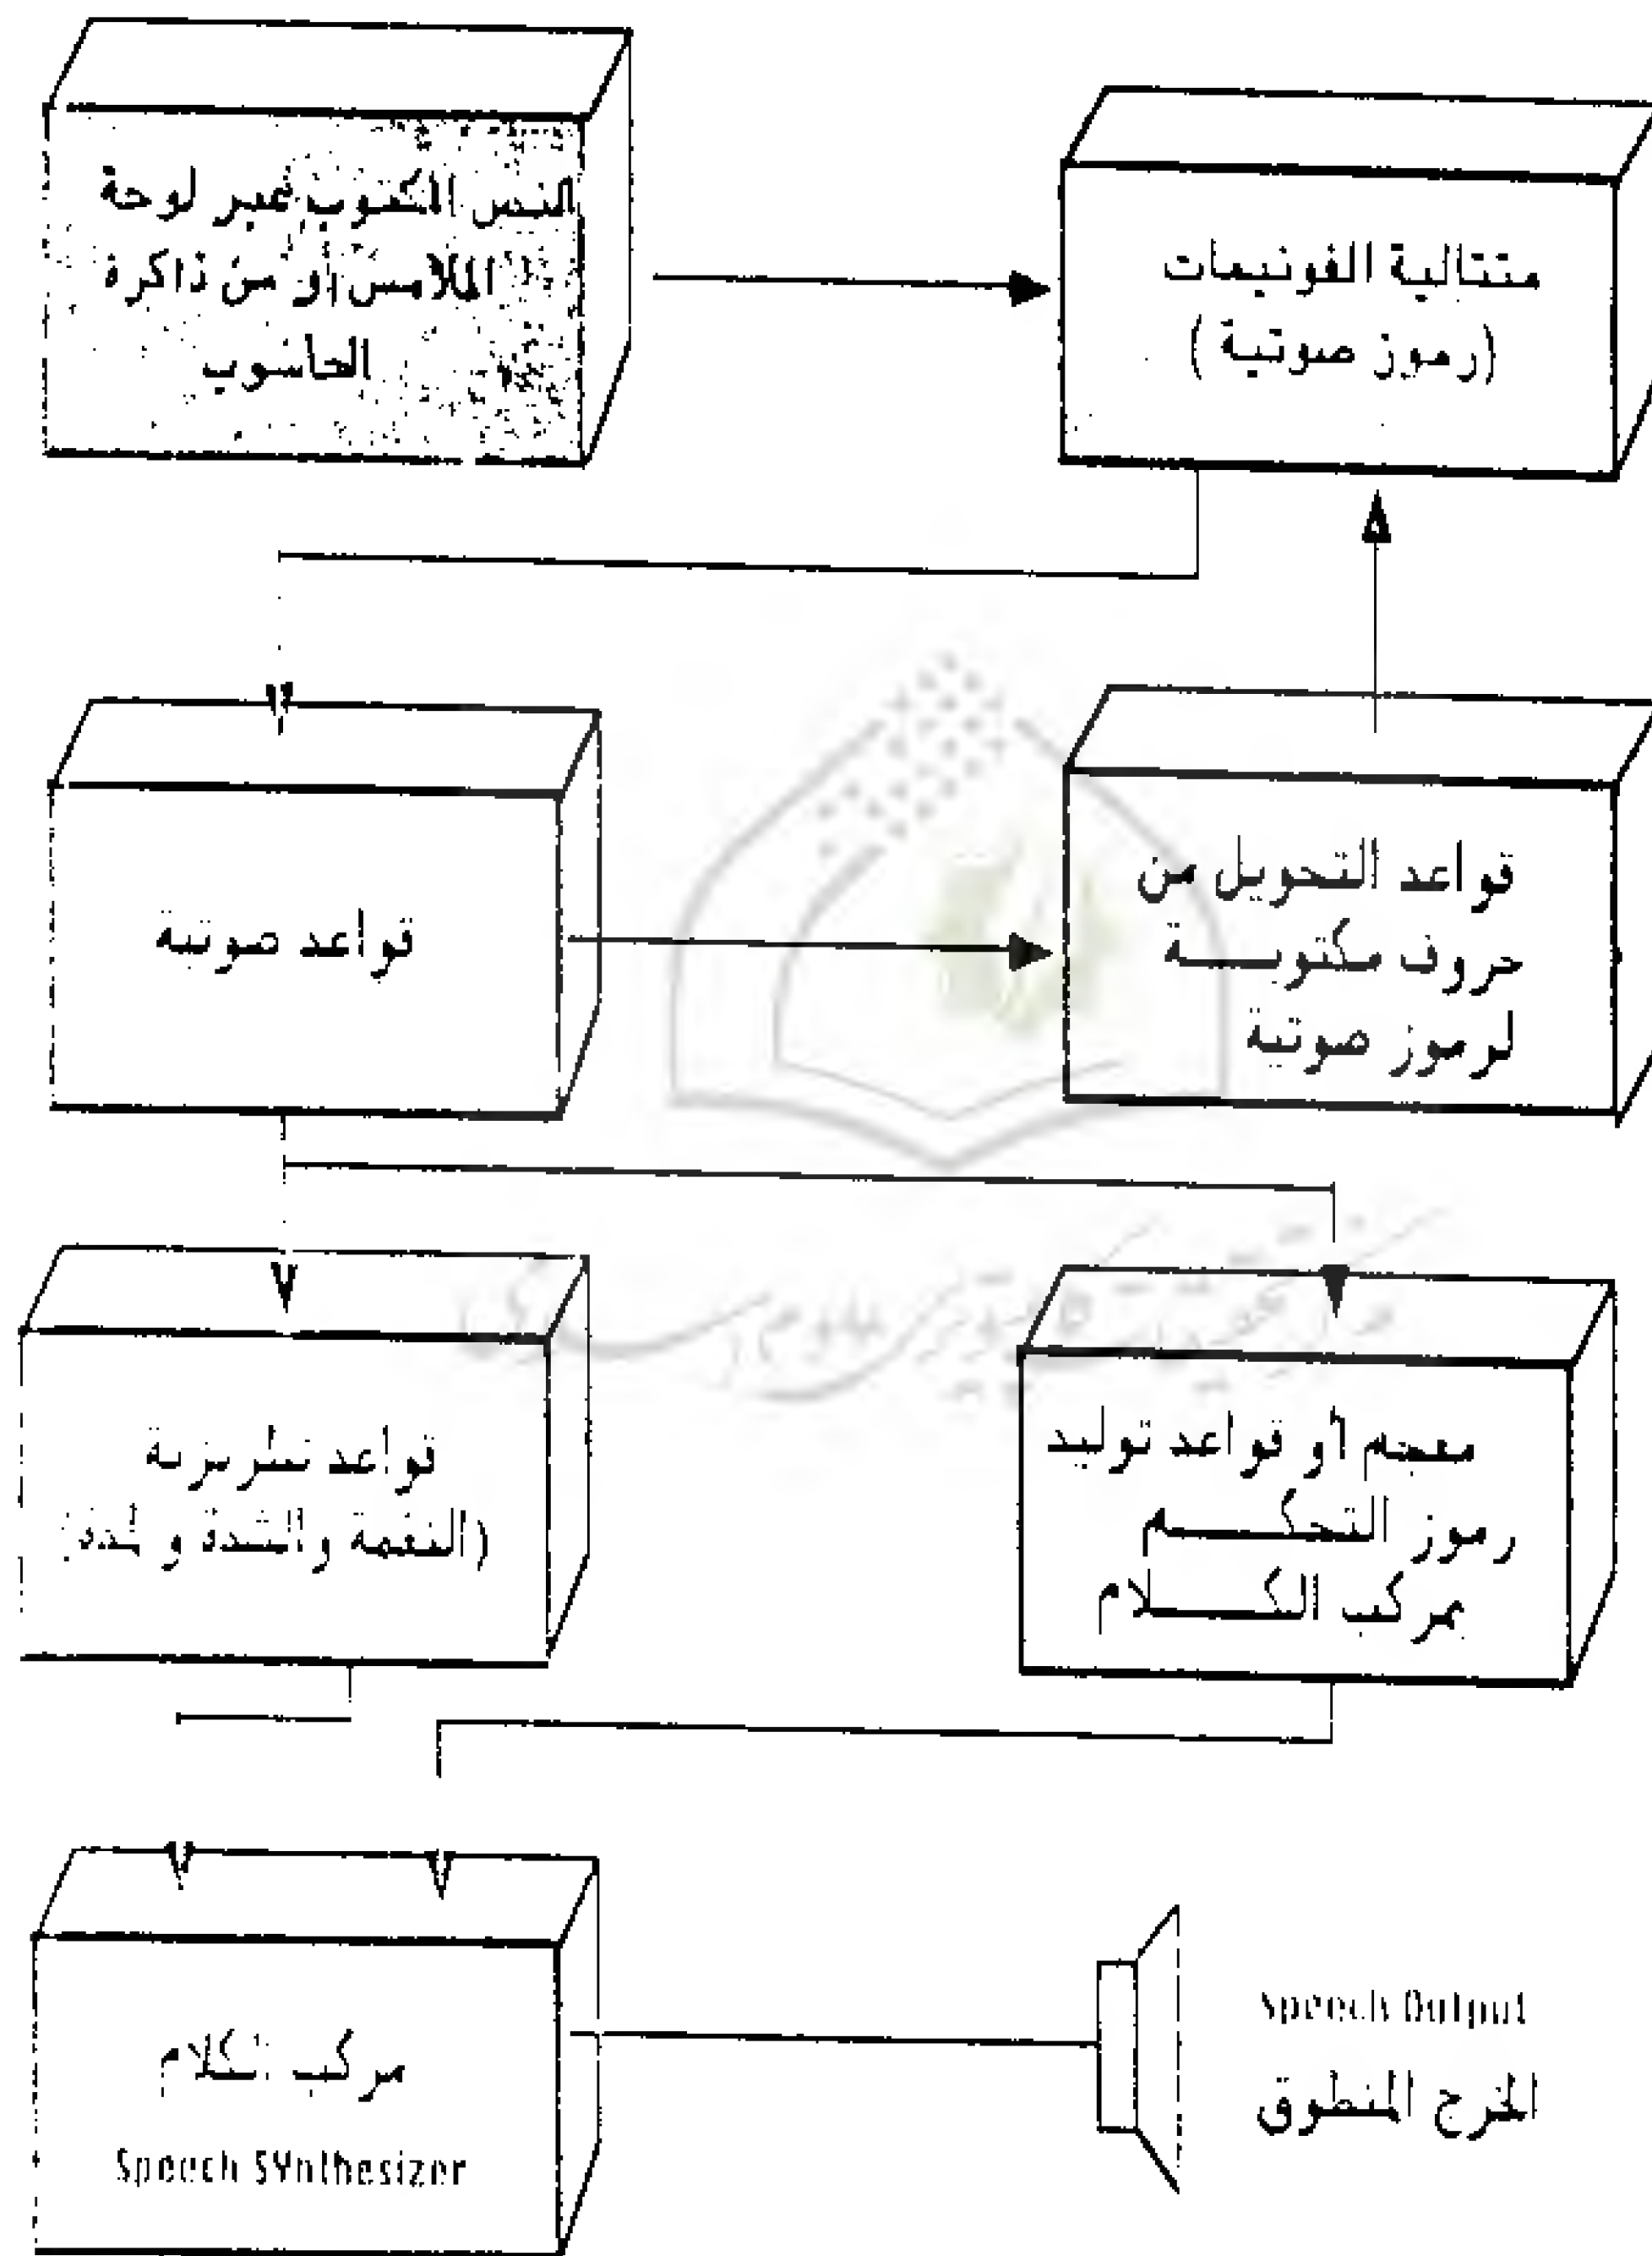 النص المكتوب عبر لوحة
الملامس أو من ذاكرة
الحاسوب
متتالية الفونيمات
(رموز صوتية)
قواعد صوتية
قواعد التحويل من
حروف مكتوبة
لرموز صوتية
قواعد تطريزية
(النغمة والشدة والمدة)
معجم أو قواعد توليد
رموز التحكم
بمركب الكلام
مركب الكلام
Speech SYnthesizer
Speech Output
الخرج المنطوق